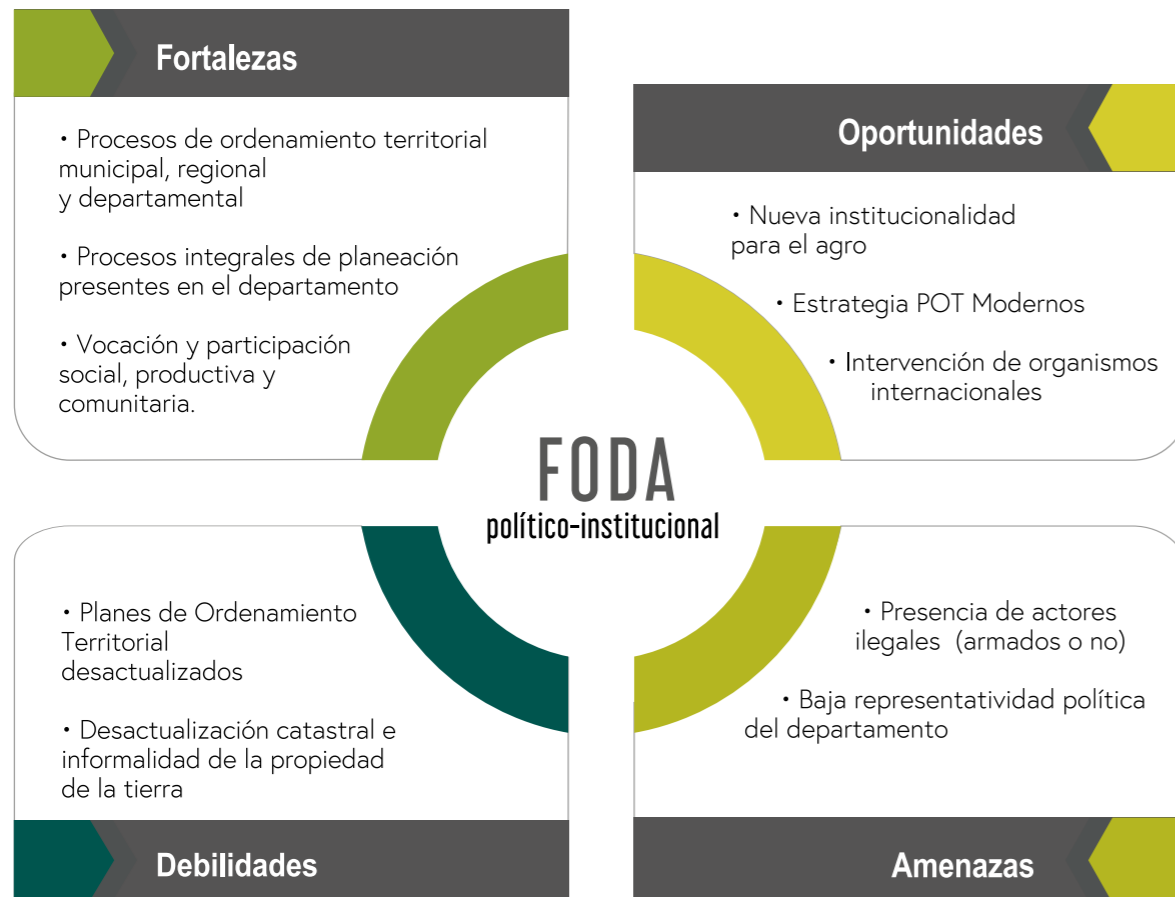 Fortalezas
• Procesos de ordenamiento territorial
municipal, regional
y departamental
• Procesos integrales de planeación
presentes en el departamento
• Vocación y participación
social, productiva y
comunitaria.
Oportunidades
• Nueva institucionalidad
para el agro
• Estrategia POT Modernos
• Intervención de organismos
internacionales
FODA
político-institucional
• Planes de Ordenamiento
Territorial
desactualizados
• Desactualización catastral e
informalidad de la propiedad
de la tierra
Debilidades
• Presencia de actores
ilegales (armados o no)
• Baja representatividad política
del departamento
Amenazas